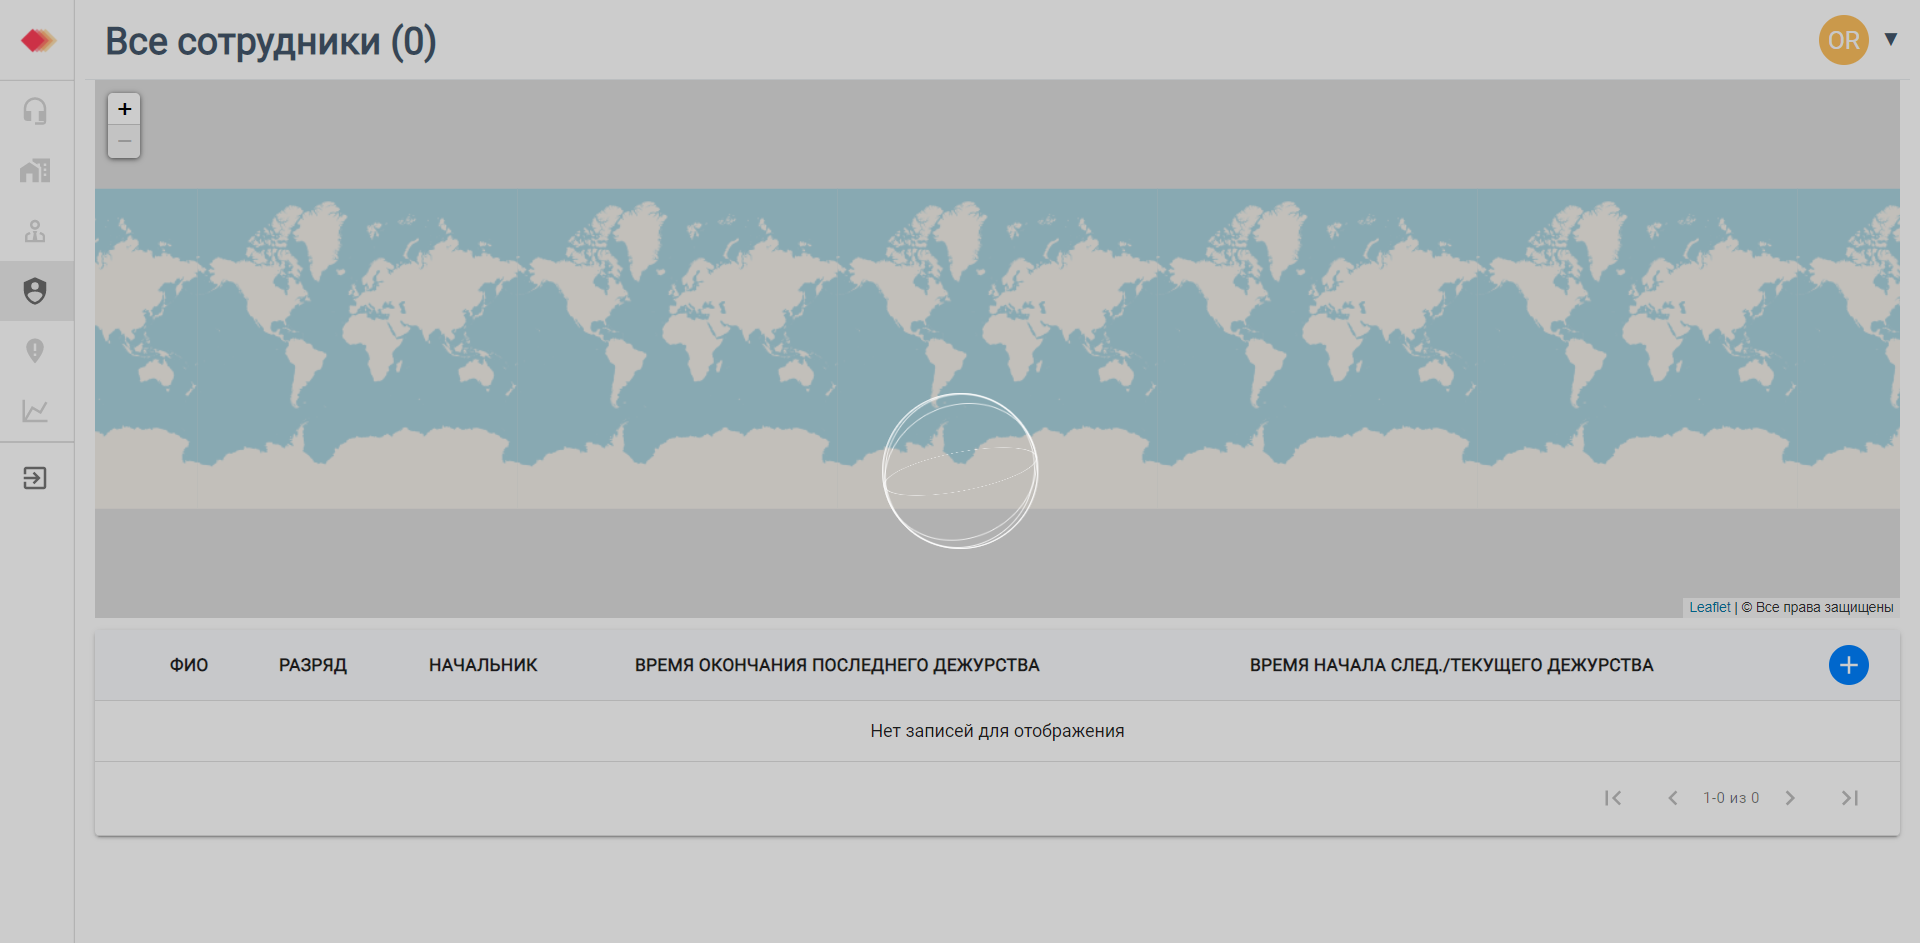 Все сотрудники (0)
OR ▼
+
−
Leaflet | © Все права защищены
ФИО РАЗРЯД НАЧАЛЬНИК ВРЕМЯ ОКОНЧАНИЯ ПОСЛЕДНЕГО ДЕЖУРСТВА ВРЕМЯ НАЧАЛА СЛЕД./ТЕКУЩЕГО ДЕЖУРСТВА
Нет записей для отображения
1-0 из 0